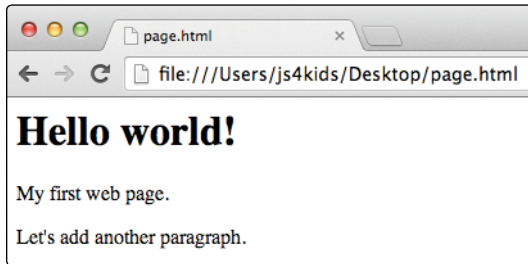 page.html
file:///Users/js4kids/Desktop/page.html
Hello world!
My first web page.
Let's add another paragraph.